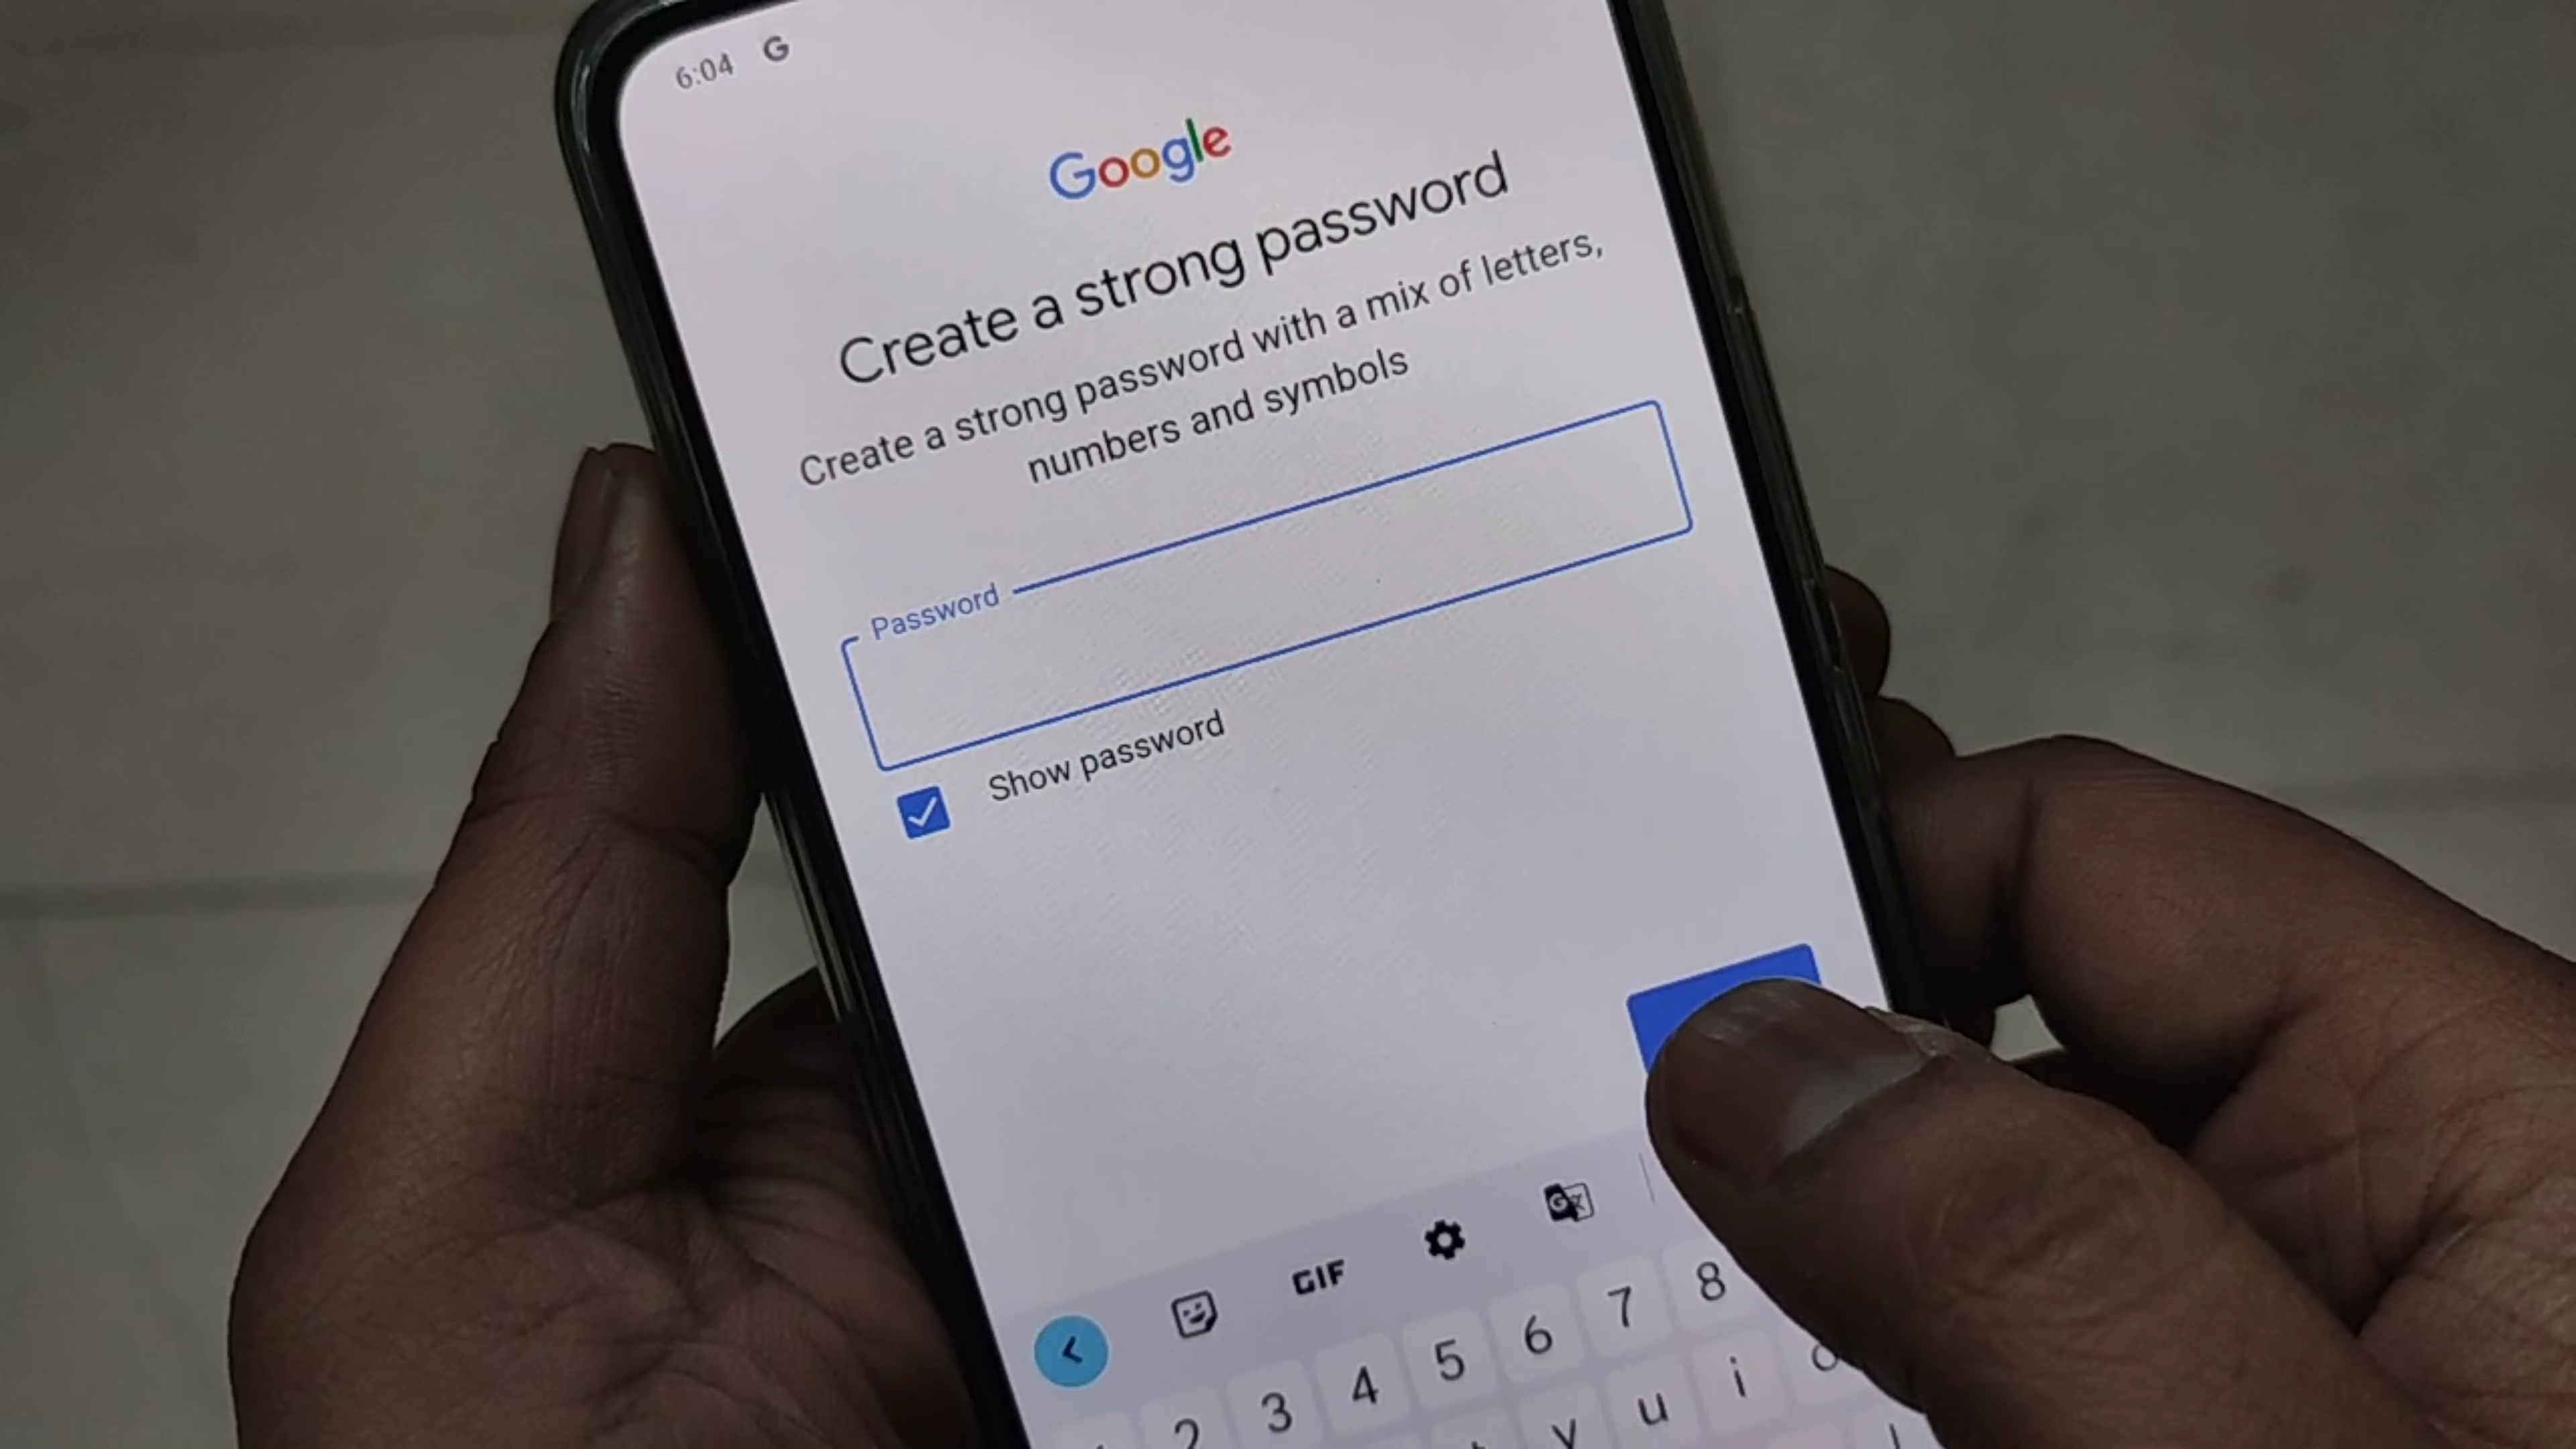 6:04 G
Google
Create a strong password
Create a strong password with a mix of letters,
numbers and symbols
Password
Show password
GIF
2 3 4 5 6 7 8
y u i o